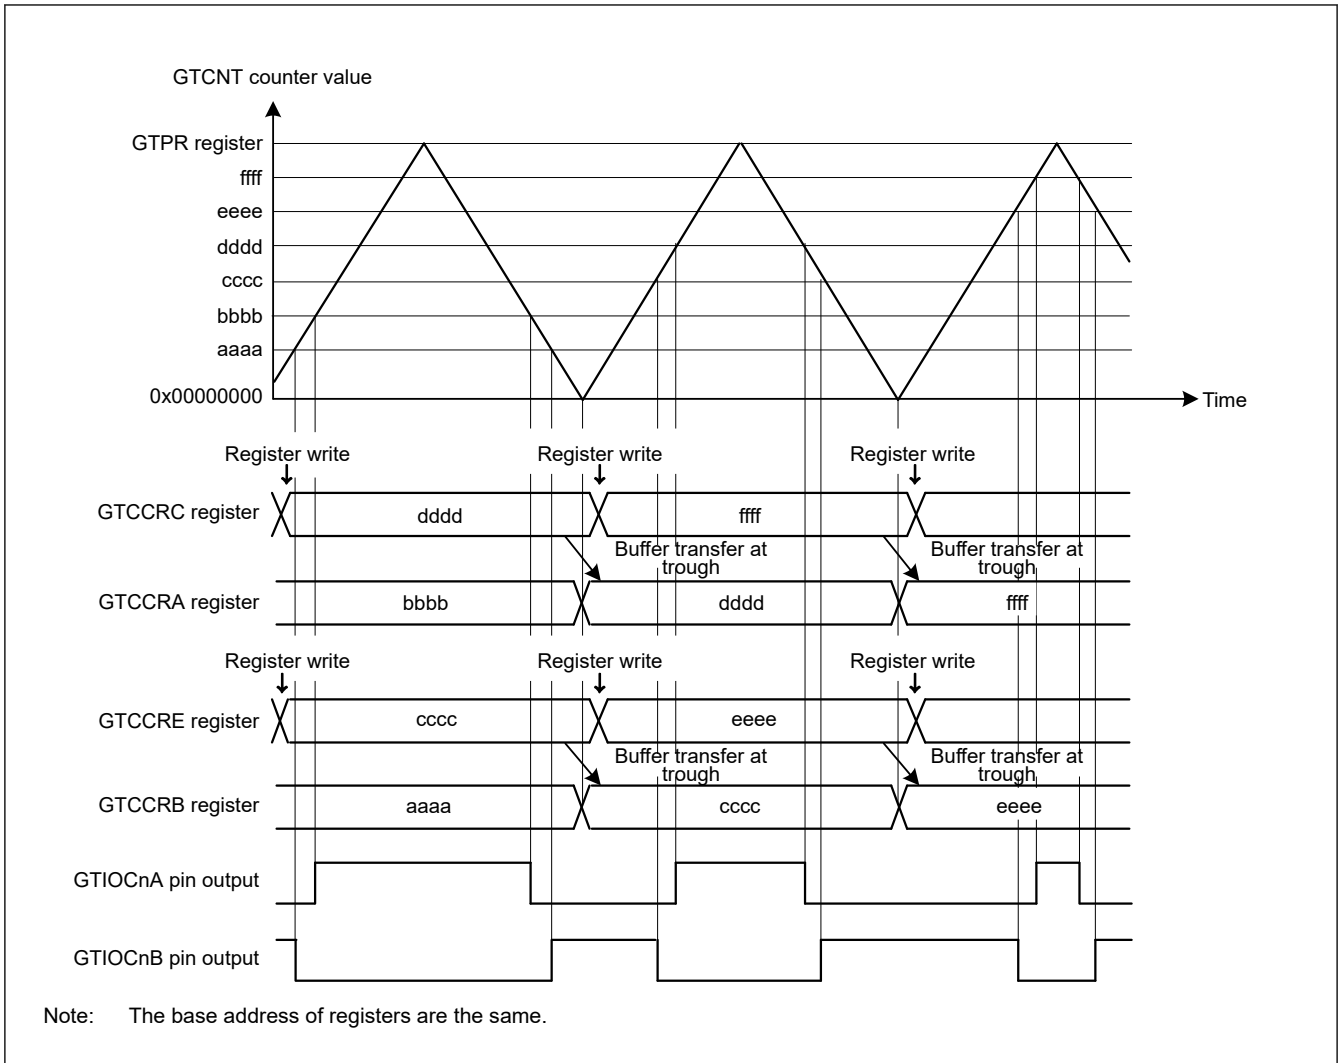 GTCNT counter value
GTPR register
ffff
eeee
dddd
cccc
bbbb
aaaa
0x00000000
Time
Register write Register write Register write
GTCCRC register dddd ffff
Buffer transfer at trough Buffer transfer at trough
GTCCRA register bbbb dddd ffff
Register write Register write Register write
GTCCRE register cccc eeee
Buffer transfer at trough Buffer transfer at trough
GTCCRB register aaaa cccc eeee
GTIOCnA pin output
GTIOCnB pin output
Note: The base address of registers are the same.